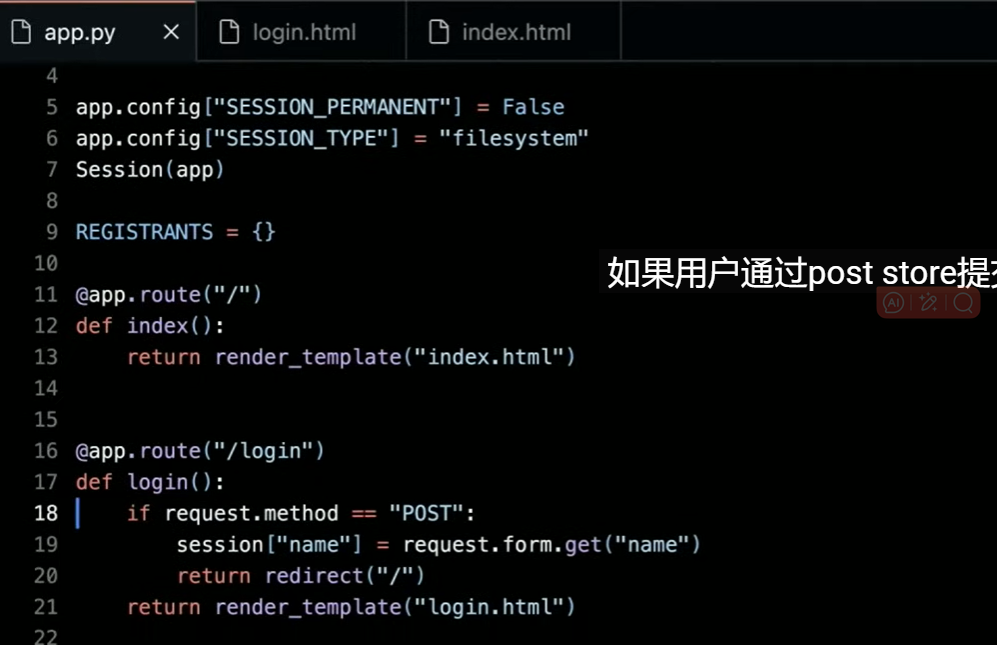 app.py × login.html index.html
4
5 app.config["SESSION_PERMANENT"] = False
6 app.config["SESSION_TYPE"] = "filesystem"
7 Session(app)
8
9 REGISTRANTS = {}
10
如果用户通过post store提
11 @app.route("/")
AI
12 def index():
13     return render_template("index.html")
14
15
16 @app.route("/login")
17 def login():
18     if request.method == "POST":
19         session["name"] = request.form.get("name")
20         return redirect("/")
21     return render_template("login.html")
22